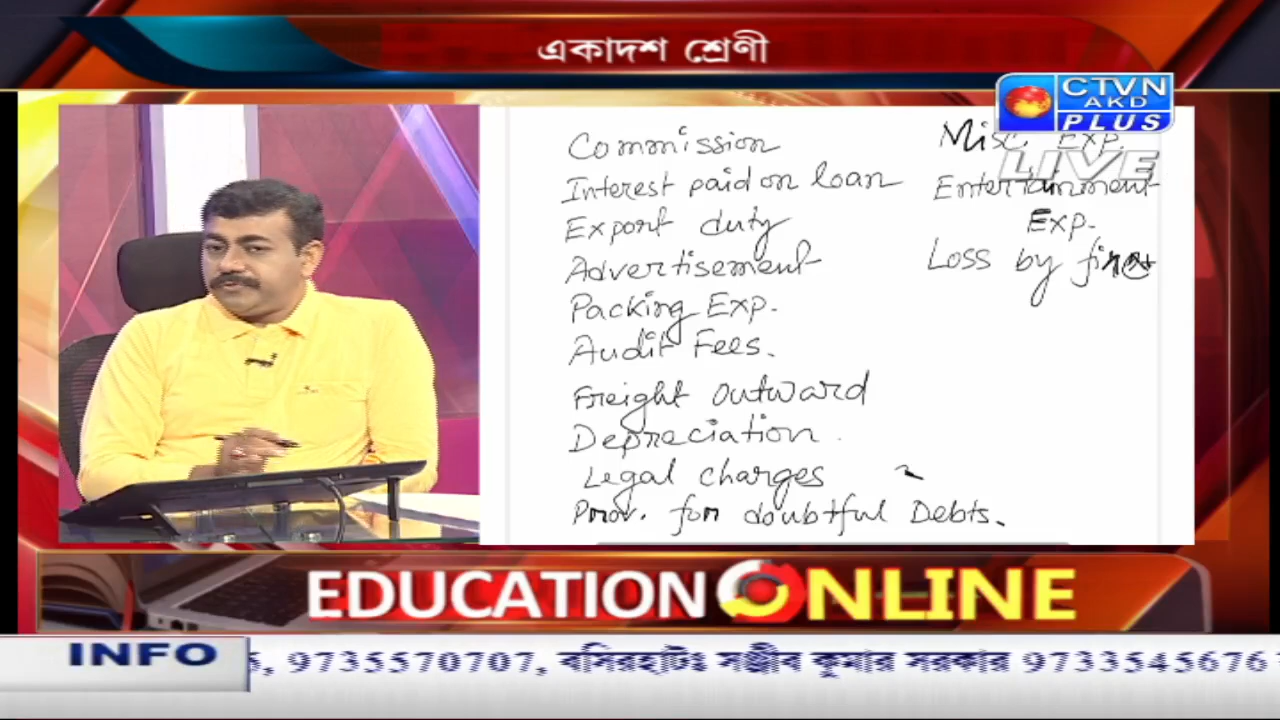 একাদশ শ্রেণী
CTVN
AKD
PLUS
LIVE
Commission
Interest paid on loan
Export duty
Advertisement
Packing Exp.
Audit Fees.
Freight outward
Depreciation.
Legal charges
Prov. for doubtful Debts.
Misc. Exp.
Entertainment
Exp.
Loss by fire
EDUCATION ONLINE
INFO
, 9735570707, বসিরহাটঃ সঞ্জীব কুমার সরকার 9733545676